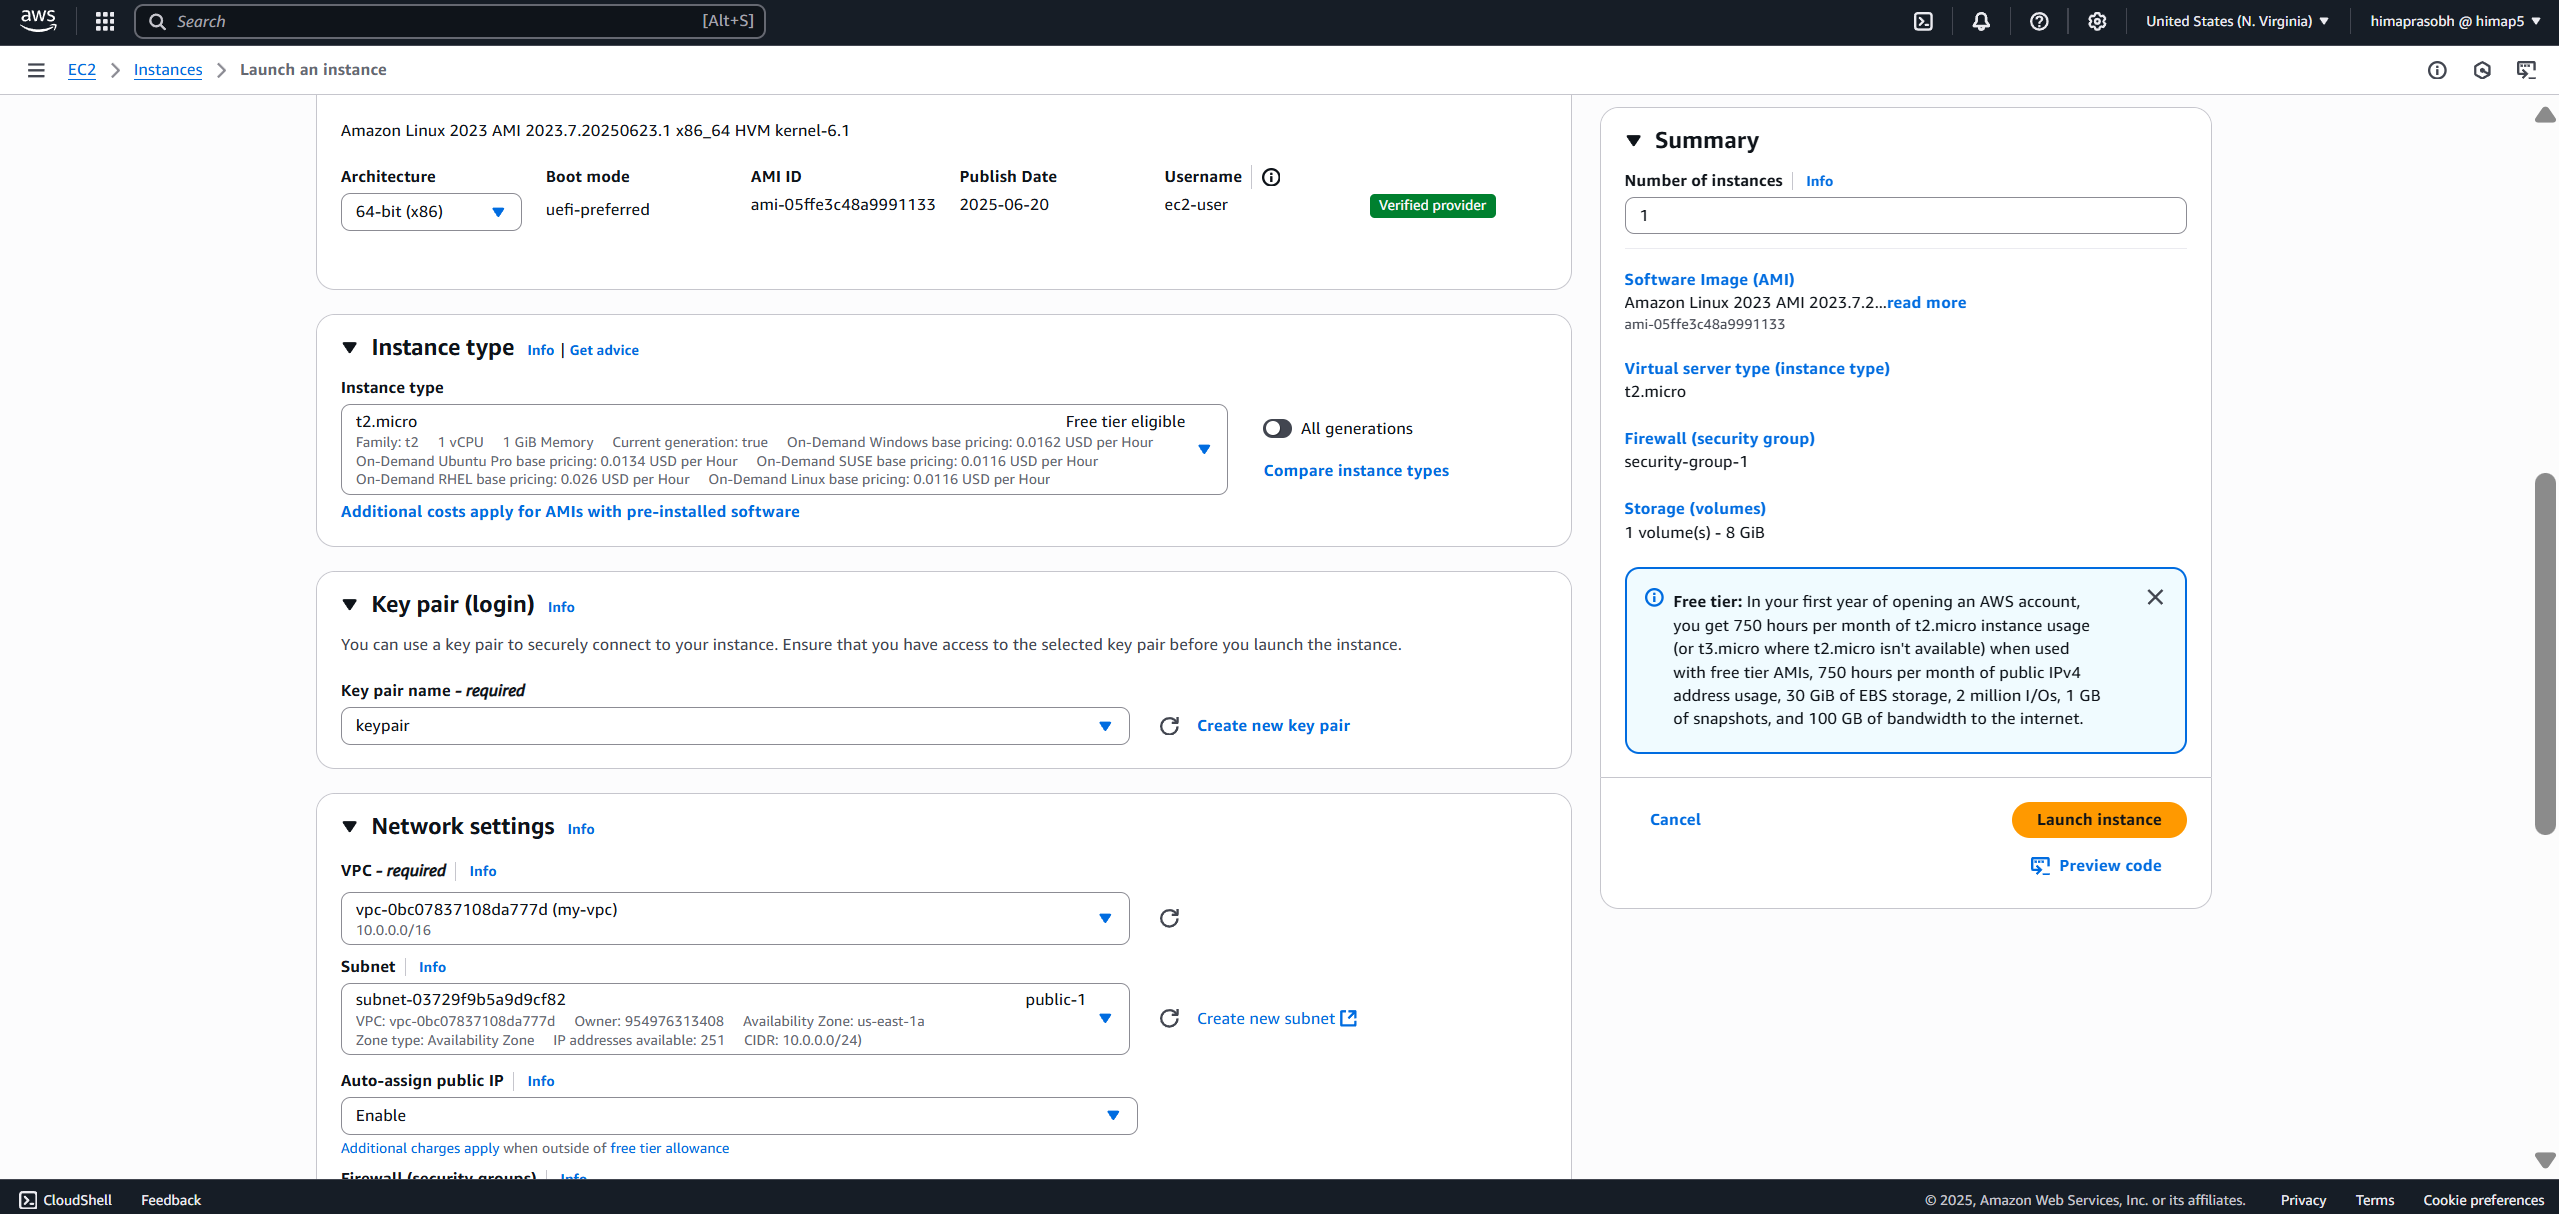 aws
Search [Alt+S]
United States (N. Virginia)
himaprasobh @ himap5
EC2 Instances Launch an instance
Amazon Linux 2023 AMI 2023.7.20250623.1 x86_64 HVM kernel-6.1
Architecture Boot mode AMI ID Publish Date Username
64-bit (x86) uefi-preferred ami-05ffe3c48a9991133 2025-06-20 ec2-user Verified provider
Instance type Info | Get advice
Instance type
t2.micro Free tier eligible
Family: t2 1 vCPU 1 GiB Memory Current generation: true On-Demand Windows base pricing: 0.0162 USD per Hour
On-Demand Ubuntu Pro base pricing: 0.0134 USD per Hour On-Demand SUSE base pricing: 0.0116 USD per Hour
On-Demand RHEL base pricing: 0.026 USD per Hour On-Demand Linux base pricing: 0.0116 USD per Hour
All generations
Compare instance types
Additional costs apply for AMIs with pre-installed software
Key pair (login) Info
You can use a key pair to securely connect to your instance. Ensure that you have access to the selected key pair before you launch the instance.
Key pair name - required
keypair
Create new key pair
Network settings Info
VPC - required Info
vpc-0bc07837108da777d (my-vpc)
10.0.0.0/16
Subnet Info
subnet-03729f9b5a9d9cf82 public-1
VPC: vpc-0bc07837108da777d Owner: 954976313408 Availability Zone: us-east-1a
Zone type: Availability Zone IP addresses available: 251 CIDR: 10.0.0.0/24)
Create new subnet
Auto-assign public IP Info
Enable
Additional charges apply when outside of free tier allowance
Firewall (security groups) Info
Summary
Number of instances Info
1
Software Image (AMI)
Amazon Linux 2023 AMI 2023.7.2...read more
ami-05ffe3c48a9991133
Virtual server type (instance type)
t2.micro
Firewall (security group)
security-group-1
Storage (volumes)
1 volume(s) - 8 GiB
Free tier: In your first year of opening an AWS account,
you get 750 hours per month of t2.micro instance usage
(or t3.micro where t2.micro isn't available) when used
with free tier AMIs, 750 hours per month of public IPv4
address usage, 30 GiB of EBS storage, 2 million I/Os, 1 GB
of snapshots, and 100 GB of bandwidth to the internet.
Cancel
Launch instance
Preview code
CloudShell Feedback
© 2025, Amazon Web Services, Inc. or its affiliates. Privacy Terms Cookie preferences